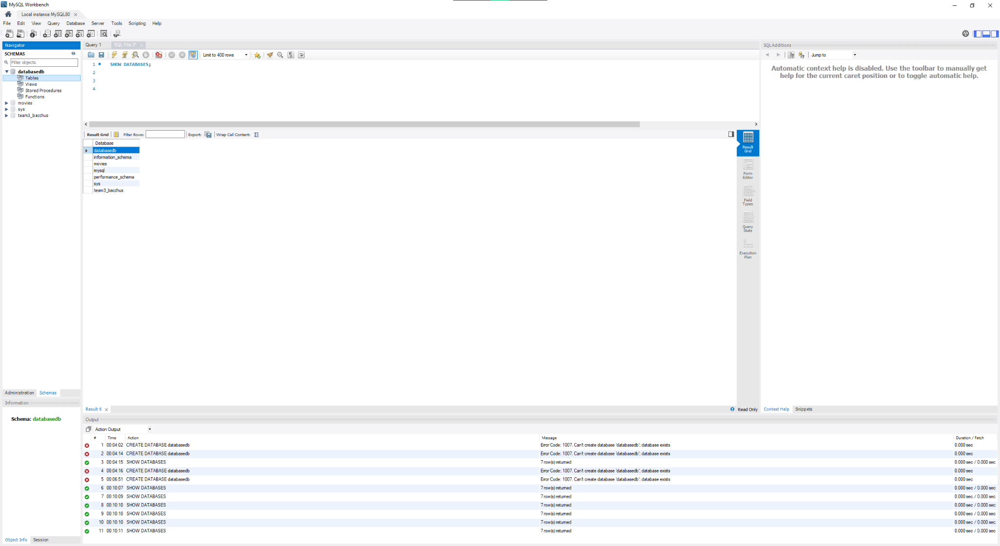 MySQL Workbench
Local instance MySQL80
File Edit View Query Database Server Tools Scripting Help
Navigator
SCHEMAS
Filter objects
databasedb
Tables
Views
Stored Procedures
Functions
movies
sys
team3_bacchus
Administration Schemas
Information
Schema: databasedb
Object Info Session
Query 1 SQL File 3*
Limit to 400 rows
1 SHOW DATABASES;
2
3
4
Result Grid Filter Rows: Export: Wrap Cell Content:
Database
databasedb
information_schema
movies
mysql
performance_schema
sys
team3_bacchus
Result
Grid
Form
Editor
Field
Types
Query
Stats
Execution
Plan
Result 6 Read Only
SQLAdditions
Jump to
Automatic context help is disabled. Use the toolbar to manually get
help for the current caret position or to toggle automatic help.
Context Help Snippets
Output
Action Output
# Time Action Message Duration / Fetch
1 00:04:02 CREATE DATABASE databasedb Error Code: 1007. Can't create database 'databasedb'; database exists 0.000 sec
2 00:04:14 CREATE DATABASE databasedb Error Code: 1007. Can't create database 'databasedb'; database exists 0.000 sec
3 00:04:15 SHOW DATABASES 7 row(s) returned 0.000 sec / 0.000 sec
4 00:04:16 CREATE DATABASE databasedb Error Code: 1007. Can't create database 'databasedb'; database exists 0.000 sec
5 00:06:51 CREATE DATABASE databasedb Error Code: 1007. Can't create database 'databasedb'; database exists 0.000 sec
6 00:10:07 SHOW DATABASES 7 row(s) returned 0.000 sec / 0.000 sec
7 00:10:09 SHOW DATABASES 7 row(s) returned 0.000 sec / 0.000 sec
8 00:10:10 SHOW DATABASES 7 row(s) returned 0.000 sec / 0.000 sec
9 00:10:10 SHOW DATABASES 7 row(s) returned 0.000 sec / 0.000 sec
10 00:10:10 SHOW DATABASES 7 row(s) returned 0.000 sec / 0.000 sec
11 00:10:11 SHOW DATABASES 7 row(s) returned 0.000 sec / 0.000 sec